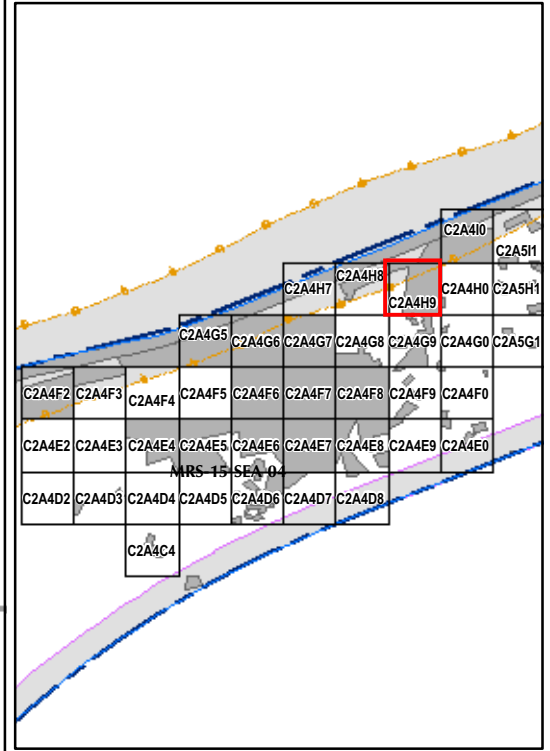 C2A4I0
C2A5I1
C2A4H7 C2A4H8 C2A4H9 C2A4H0 C2A5H1
C2A4G5 C2A4G6 C2A4G7 C2A4G8 C2A4G9 C2A4G0 C2A5G1
C2A4F2 C2A4F3 C2A4F4 C2A4F5 C2A4F6 C2A4F7 C2A4F8 C2A4F9 C2A4F0
C2A4E2 C2A4E3 C2A4E4 C2A4E5 C2A4E6 C2A4E7 C2A4E8 C2A4E9 C2A4E0
MRS-15-SEA-04
C2A4D2 C2A4D3 C2A4D4 C2A4D5 C2A4D6 C2A4D7 C2A4D8
C2A4C4